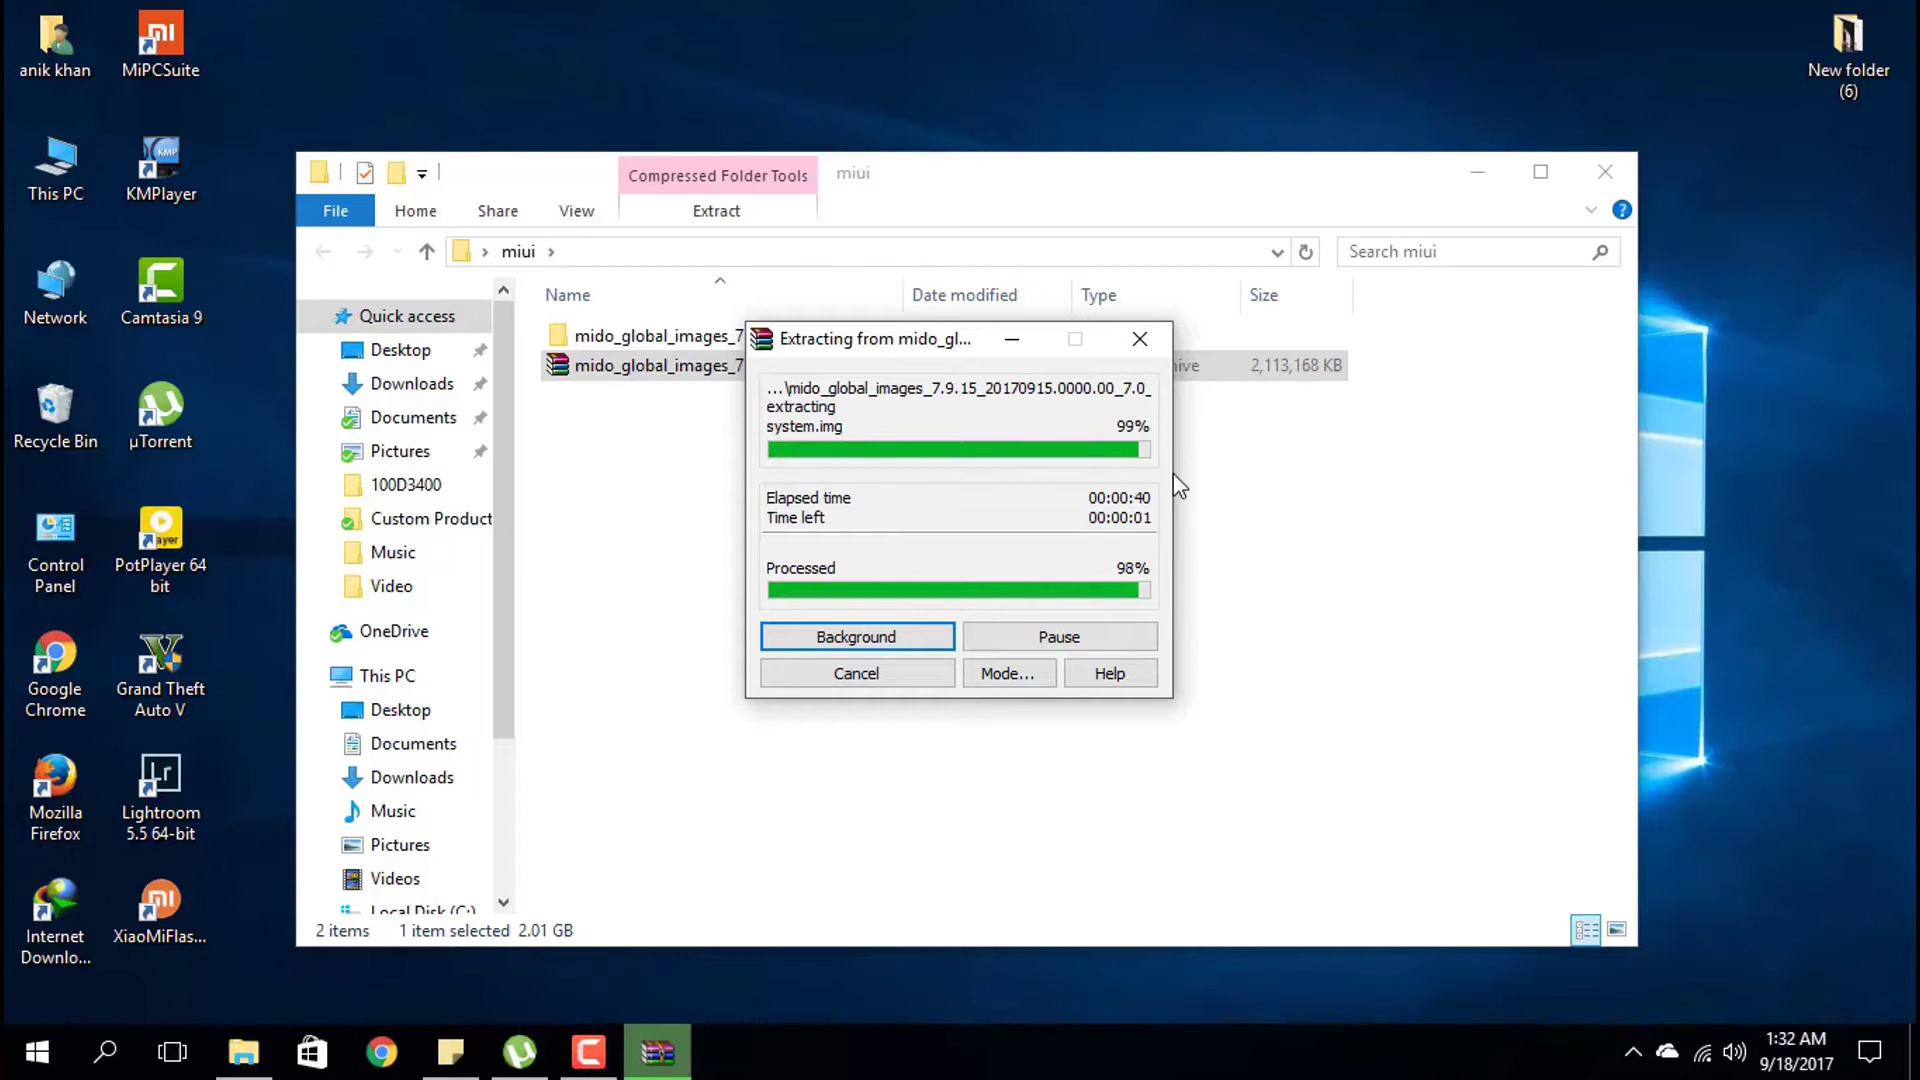 anik khan
MiPCSuite
This PC
KMPlayer
Network
Camtasia 9
Recycle Bin
µTorrent
Control
Panel
PotPlayer 64
bit
Google
Chrome
Grand Theft
Auto V
Mozilla
Firefox
Lightroom
5.5 64-bit
Internet
Downlo...
XiaoMiFlas...
New folder
(6)
Compressed Folder Tools
miui
File
Home
Share
View
Extract
miui
Search miui
Name
Date modified
Type
Size
Quick access
Desktop
Downloads
Documents
Pictures
100D3400
Custom Product
Music
Video
OneDrive
This PC
Desktop
Documents
Downloads
Music
Pictures
Videos
Local Disk (C:)
mido_global_images_7
mido_global_images_7
hive
2,113,168 KB
Extracting from mido_gl...
...\mido_global_images_7.9.15_20170915.0000.00_7.0_
extracting
system.img 99%
Elapsed time 00:00:40
Time left 00:00:01
Processed 98%
Background
Pause
Cancel
Mode...
Help
2 items 1 item selected 2.01 GB
1:32 AM
9/18/2017